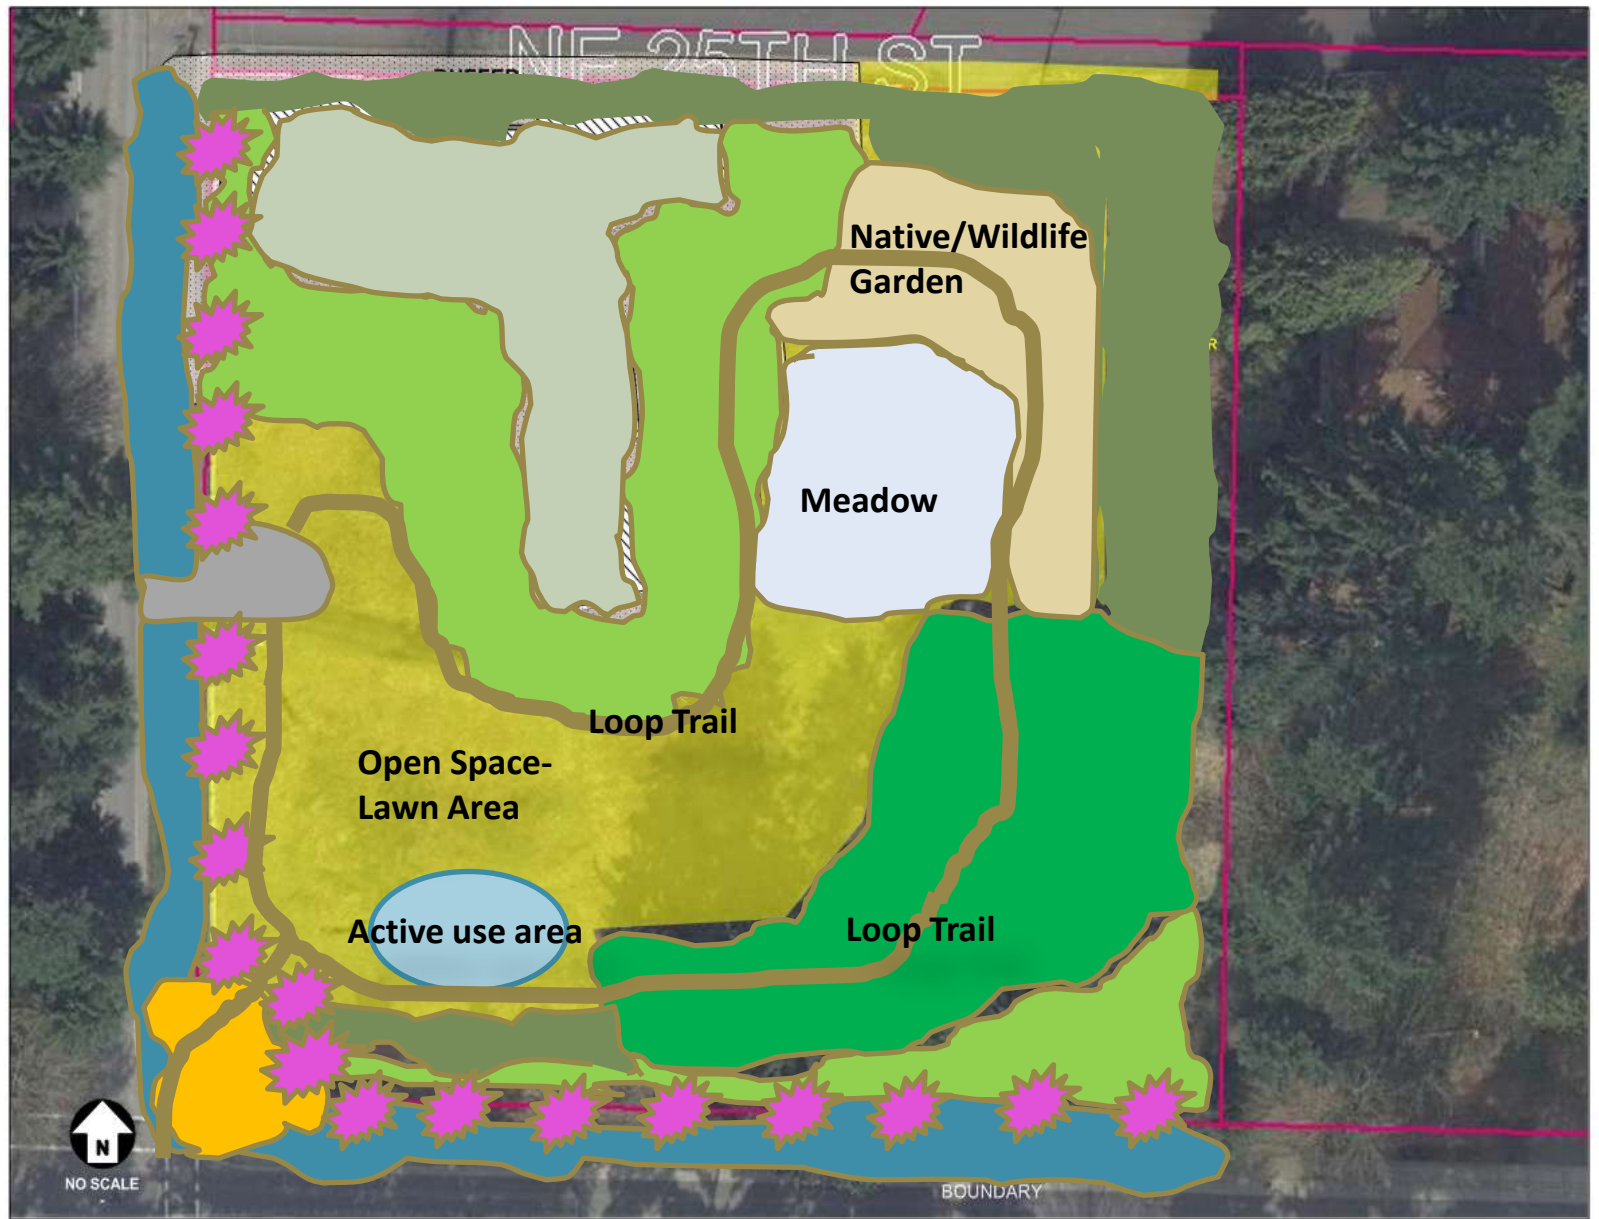 NE 25TH ST
BUFFER
Native/Wildlife
Garden
R
Meadow
Loop Trail
Open Space-
Lawn Area
Active use area
Loop Trail
N
NO SCALE
BOUNDARY